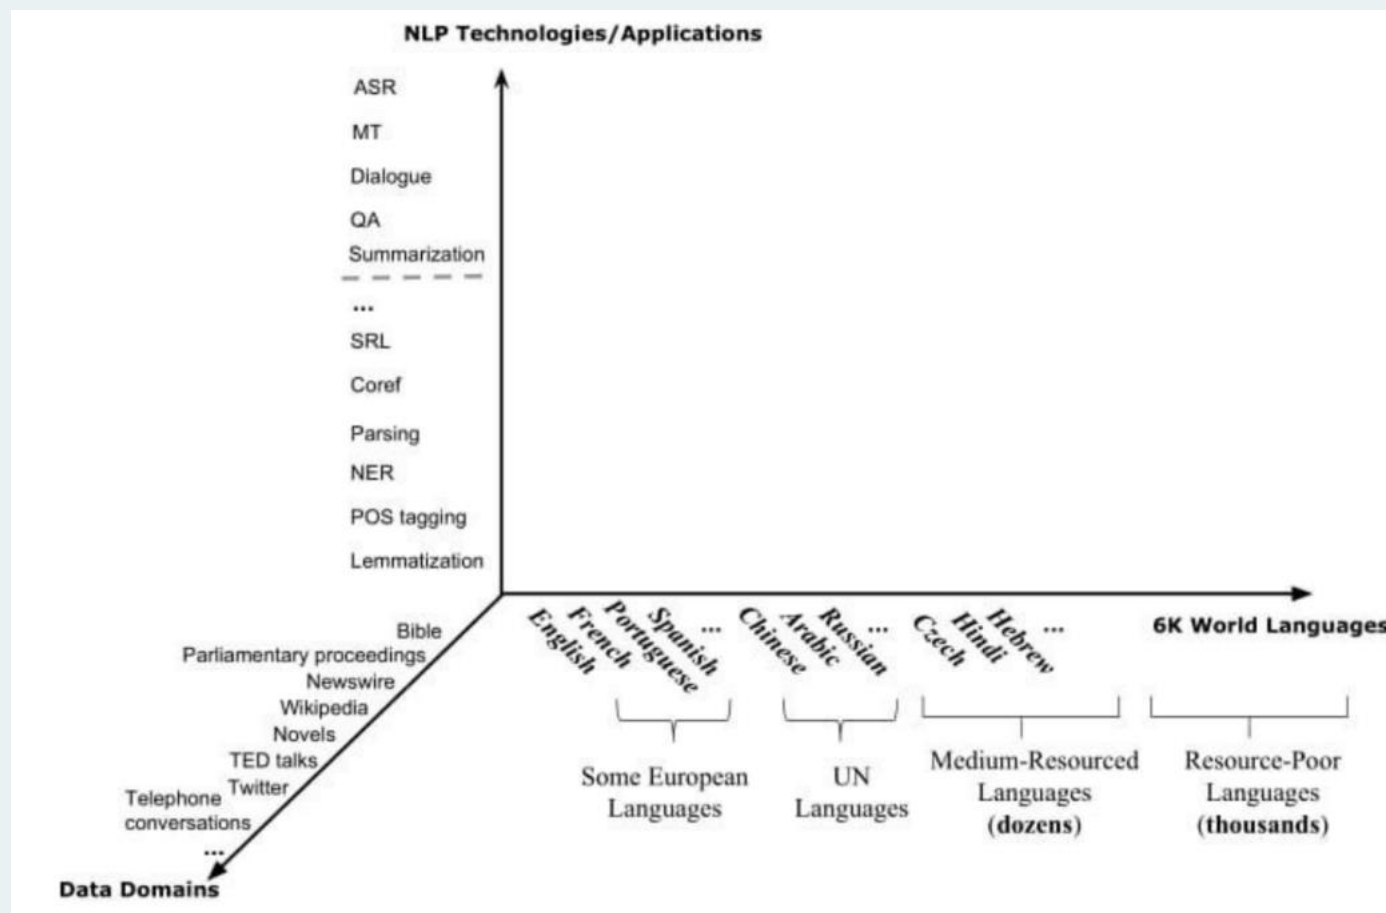 NLP Technologies/Applications
ASR
MT
Dialogue
QA
Summarization
...
SRL
Coref
Parsing
NER
POS tagging
Lemmatization
Bible
Parliamentary proceedings
Newswire
Wikipedia
Novels
TED talks
Twitter
Telephone
conversations
...
Data Domains
English
French
Portuguese
Spanish
...
Chinese
Arabic
Russian
...
Czech
Hindi
Hebrew
...
6K World Languages
Some European
Languages
UN
Languages
Medium-Resourced
Languages
(dozens)
Resource-Poor
Languages
(thousands)